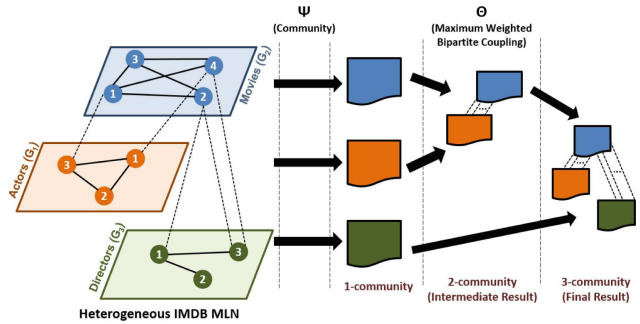 Ψ
(Community)
Θ
(Maximum Weighted
Bipartite Coupling)
3
4
1
2
Movies (G2)
3
1
2
Actors (G1)
1
3
2
Directors (G3)
Heterogeneous IMDB MLN
1-community
2-community
(Intermediate Result)
3-community
(Final Result)